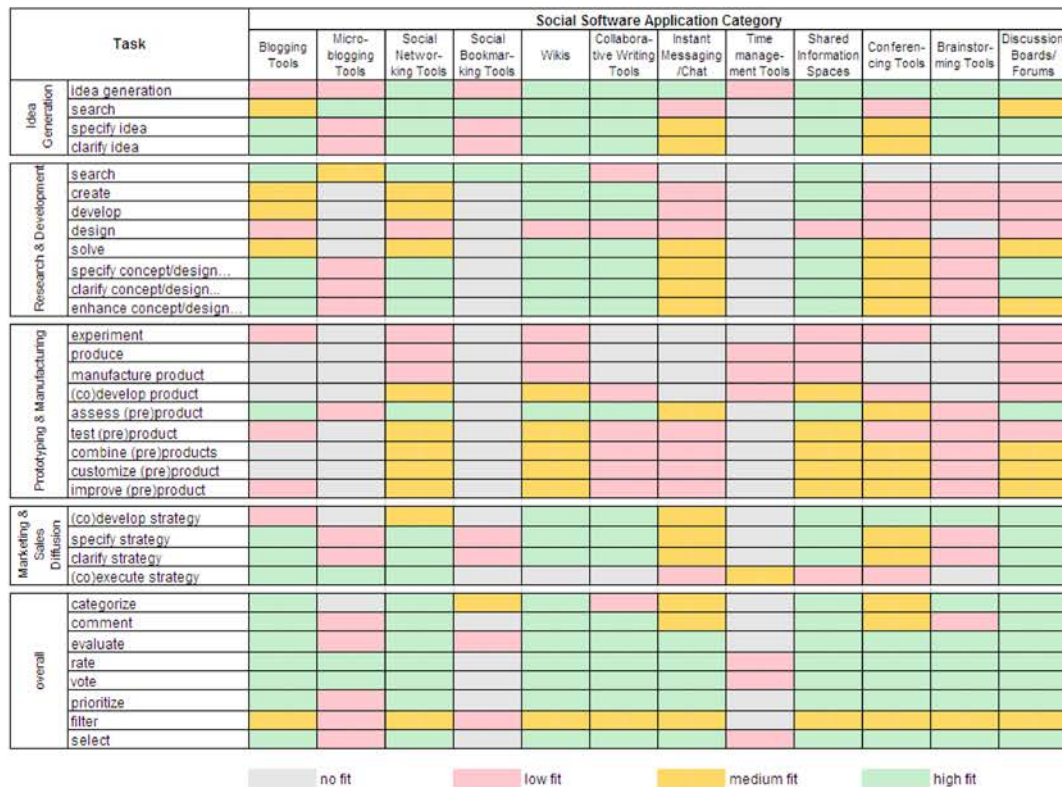 Social Software Application Category
Task
Blogging
Tools
Micro-
blogging
Tools
Social
Networ-
king Tools
Social
Bookmar-
king Tools
Wikis
Collabora-
tive Writing
Tools
Instant
Messaging
/Chat
Time
manage-
ment Tools
Shared
Information
Spaces
Conferen-
cing Tools
Brainstor-
ming Tools
Discussion
Boards/
Forums
Idea
Generation
idea generation
search
specify idea
clarify idea
Research & Development
search
create
develop
design
solve
specify concept/design...
clarify concept/design...
enhance concept/design...
Prototyping & Manufacturing
experiment
produce
manufacture product
(co)develop product
assess (pre)product
test (pre)product
combine (pre)products
customize (pre)product
improve (pre)product
Marketing &
Sales
Diffusion
(co)develop strategy
specify strategy
clarify strategy
(co)execute strategy
overall
categorize
comment
evaluate
rate
vote
prioritize
filter
select
no fit
low fit
medium fit
high fit